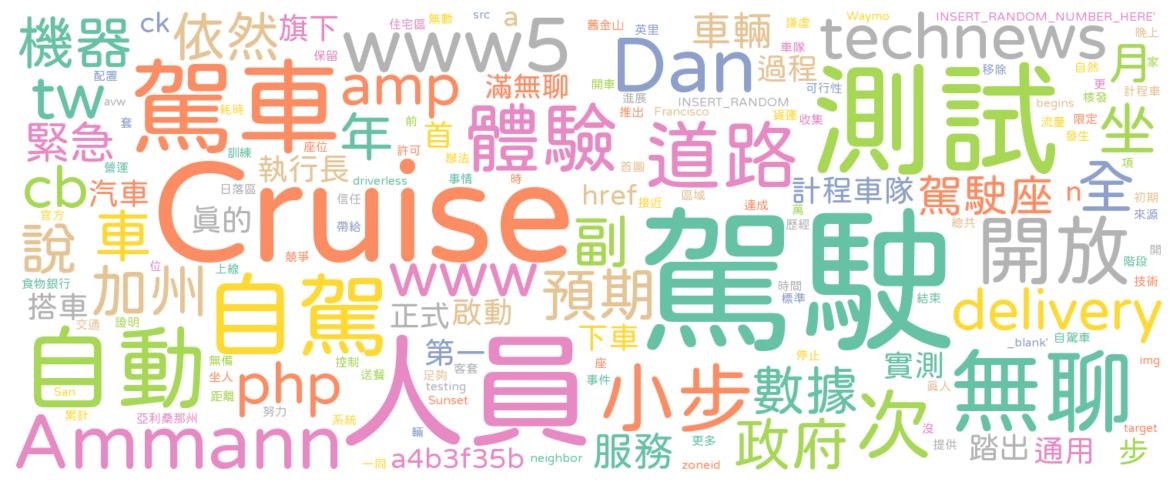 機器 ck 依然 旗下 www5 住宅區 無數 src a 舊金山 英里 車輛 謙虛 Waymo technews INSERT_RANDOM_NUMBER_HERE' 晚上
保留 Dan 車隊 月 家
tw 配置 駕車 amp 滿無聊 開車 過程 可行性 移除 自然 更 計程車
avw 套 耗時 年 前 首 體驗 進展 推出 INSERT_RANDOM Francisco 貨運 收集 測試 begins 核發 流量 限定 坐
緊急 訓練 座位 許可 辦法 道路 發生 項
營運 執行長 driverless 事情 時 首圖 區域 計程車隊 駕駛座 n 全 初期
cb 汽車 日落區 信任 Cruise href 接近 達成 萬 歷經 總共 來源
官方 車 眞的 帶給 副 開放 開
說 位 上線 競爭 www 預期 時間 標準 駕駛 結束 階段 技術
食物銀行 搭車 加州 自駕 正式 啟動 delivery
交通 證明 控制 第一 下車 _blank' 自駕車
自動 無備 坐人 送餐 客套 足夠 座 停止 實測 無聊 img
San 距離 php 人員 testing 事件 小步 數據 眞人 次
累計 亞利桑那州 努力 系統 Sunset 沒 target
Ammann 輛 一同 a4b3f35b neighbor 服務 更多 zoneid 政府 提供 踏出 通用 步